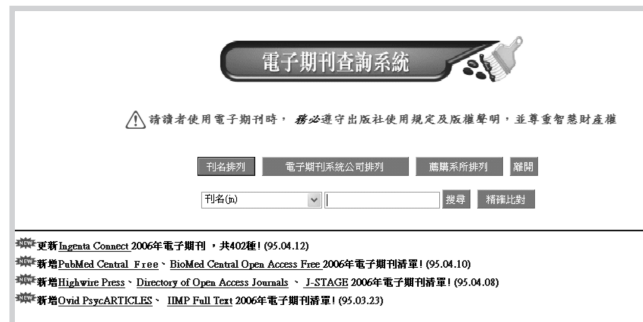 電子期刊查詢系統
請讀者使用電子期刊時，務必遵守出版社使用規定及版權聲明，並尊重智慧財產權
刊名排列 電子期刊系統公司排列 薦購系所排列 離開
刊名(jn) 搜尋 精確比對
更新Ingenta Connect 2006年電子期刊 ，共402種! (95.04.12)
新增PubMed Central Free、BioMed Central Open Access Free 2006年電子期刊清單! (95.04.10)
新增Highwire Press、Directory of Open Access Journals 、 J-STAGE 2006年電子期刊清單! (95.04.08)
新增Ovid PsycARTICLES、 IIMP Full Text 2006年電子期刊清單! (95.03.23)